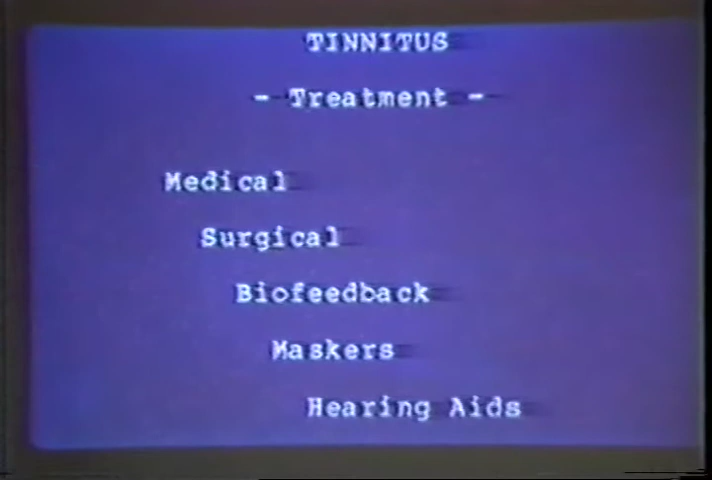 TINNITUS
- Treatment -
Medical
Surgical
Biofeedback
Maskers
Hearing Aids